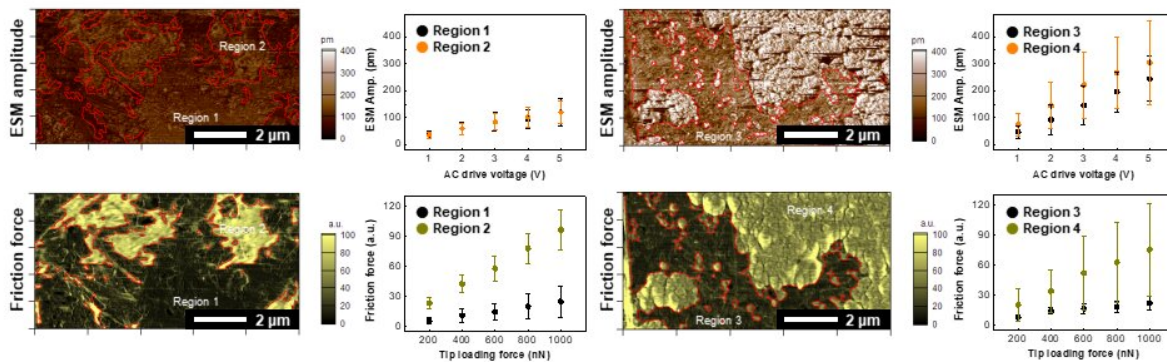 ESM amplitude
Region 2
Region 1
2 µm
pm
400
300
200
100
0
ESM Amp. (pm)
500
400
300
200
100
0
Region 1
Region 2
1 2 3 4 5
AC drive voltage (V)
ESM amplitude
Region 3
2 µm
pm
400
300
200
100
0
ESM Amp. (pm)
500
400
300
200
100
0
Region 3
Region 4
1 2 3 4 5
AC drive voltage (V)
Friction force
Region 2
Region 1
2 µm
a.u.
100
80
60
40
20
0
Friction force (a.u.)
120
90
60
30
0
Region 1
Region 2
200 400 600 800 1000
Tip loading force (nN)
Friction force
Region 4
Region 3
2 µm
a.u.
100
80
60
40
20
0
Friction force (a.u.)
120
90
60
30
0
Region 3
Region 4
200 400 600 800 1000
Tip loading force (nN)